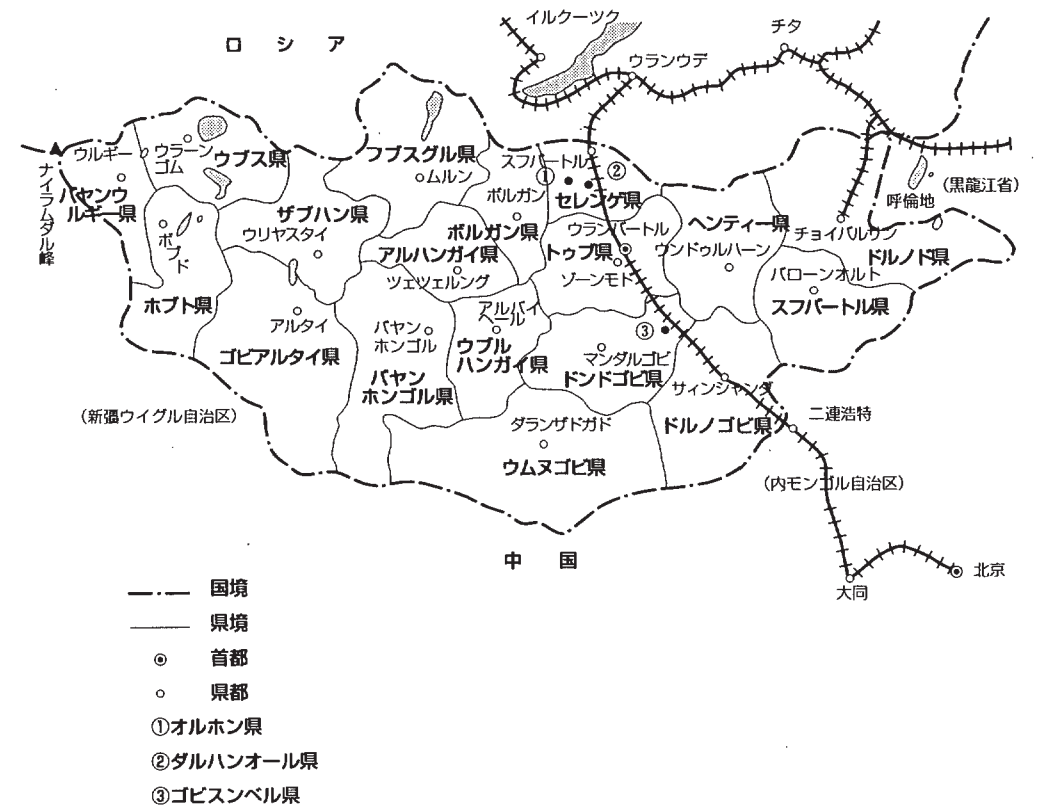 イルクーツク
チタ
ロシア
ウランウデ
ウルギー
ウラーン
ゴム
ウブス県
フブスグル県
ムルン
スフバートル
①
②
セレンゲ県
呼倫地
(黒龍江省)
ナイラムダル峰
バヤンウ
ルギー県
ザブハン県
ウリヤスタイ
ボルガン
ボルガン県
ヘンティー県
チョイバルサン
ホブド
アルハンガイ県
ツェツェルレング
ウランバートル
トゥブ県
ゾーンモド
ウンドゥルハーン
ドルノド県
バローンオルト
スフバートル県
ホブト県
アルタイ
ゴビアルタイ県
バヤン
ホンゴル
バヤン
ホンゴル県
アルバイ
ヘール
ウブル
ハンガイ県
③
マンダルゴビ
ドンドゴビ県
サィンシャンダ
(新彊ウイグル自治区)
ダランザドガド
ウムヌゴビ県
ドルノゴビ県
二連浩特
(内モンゴル自治区)
中国
北京
大同
国境
県境
首都
県都
①オルホン県
②ダルハンオール県
③ゴビスンベル県